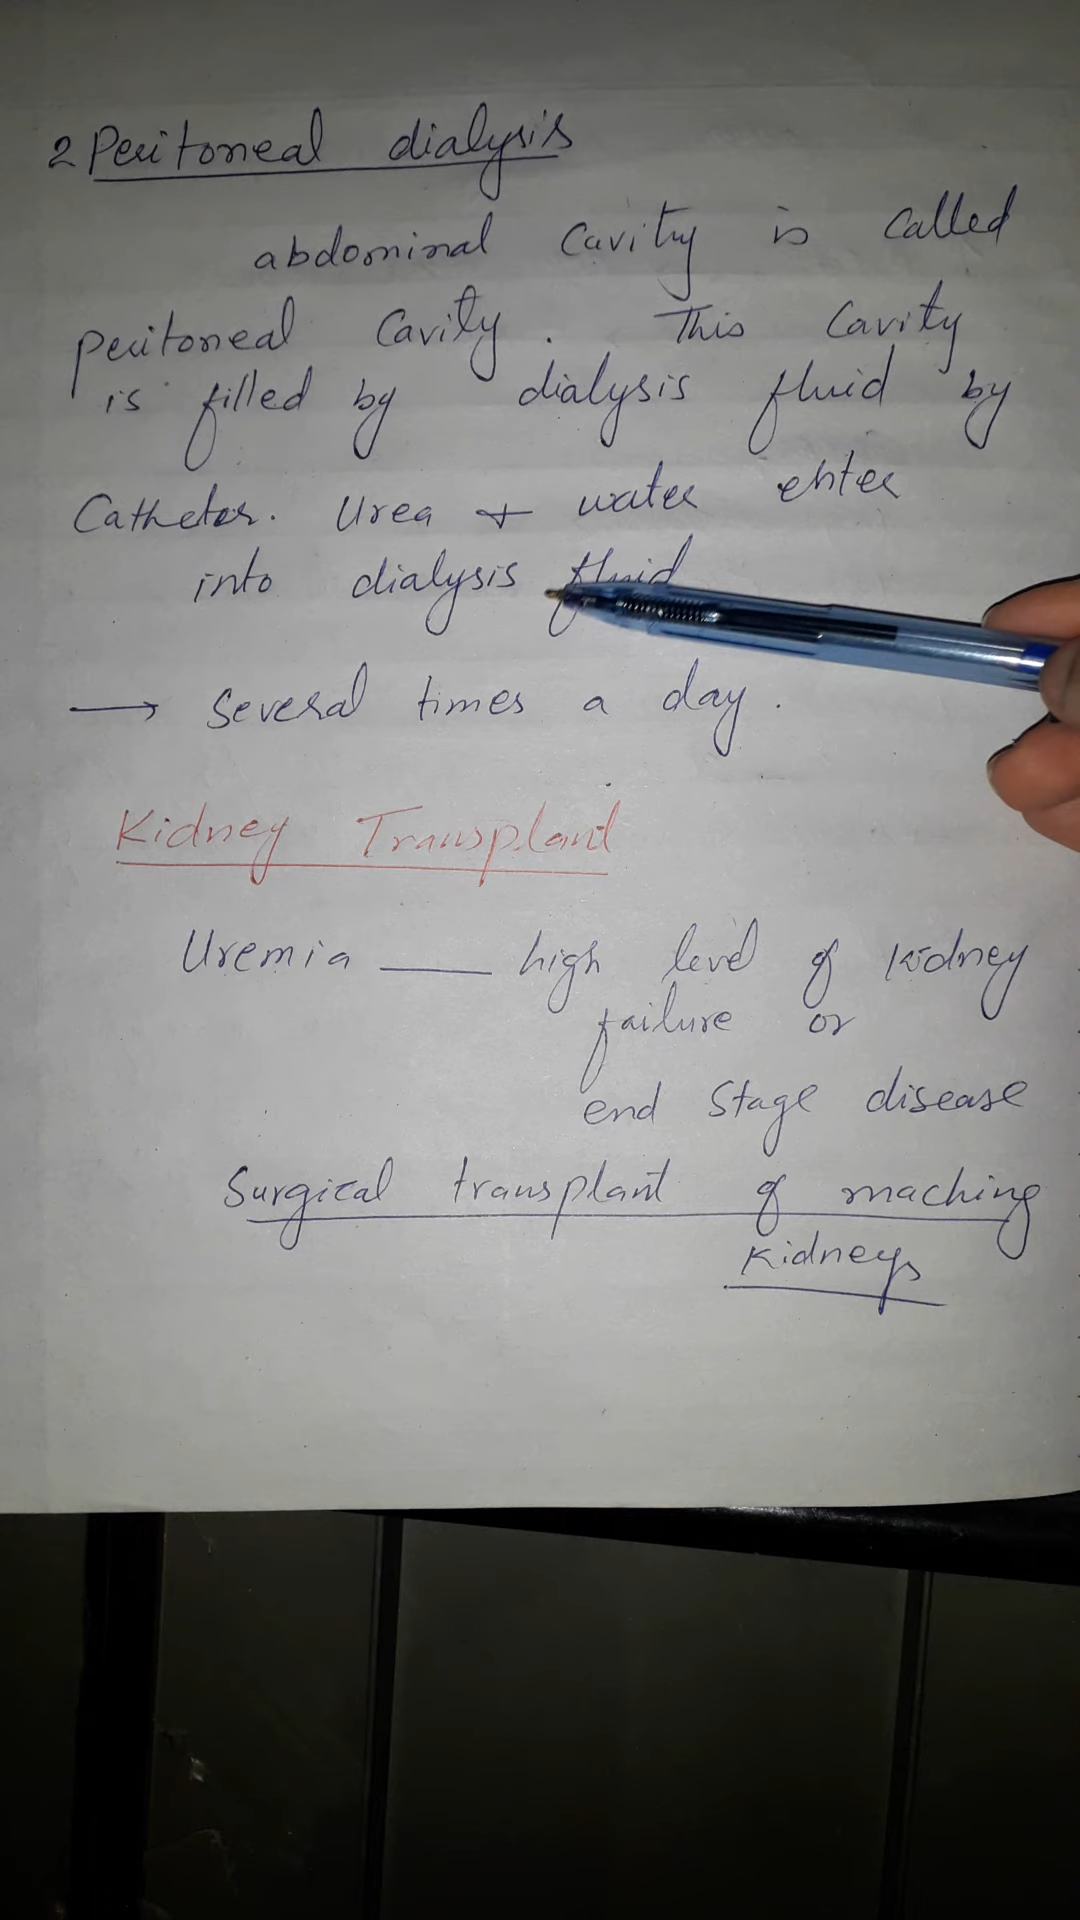 2 Peritoneal dialysis
abdominal cavity is called
peritoneal cavity. This cavity
is filled by dialysis fluid by
Catheter. Urea + water enter
into dialysis fluid
→ several times a day.
Kidney Transplant
Uremia — high level of kidney
failure or
end stage disease
Surgical transplant of maching
kidneys